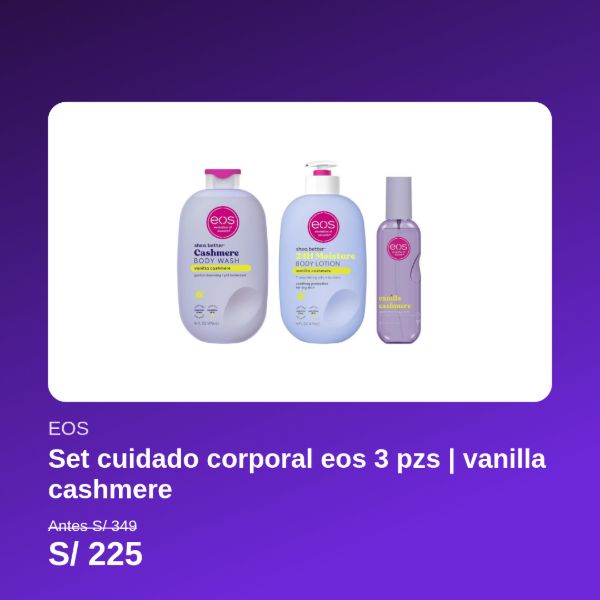 eos
shea better
Cashmere
BODY WASH
vanilla cashmere
eos
shea better
24H Moisture
BODY LOTION
vanilla cashmere
eos
vanilla
cashmere
EOS
Set cuidado corporal eos 3 pzs | vanilla
cashmere
Antes S/ 349
S/ 225